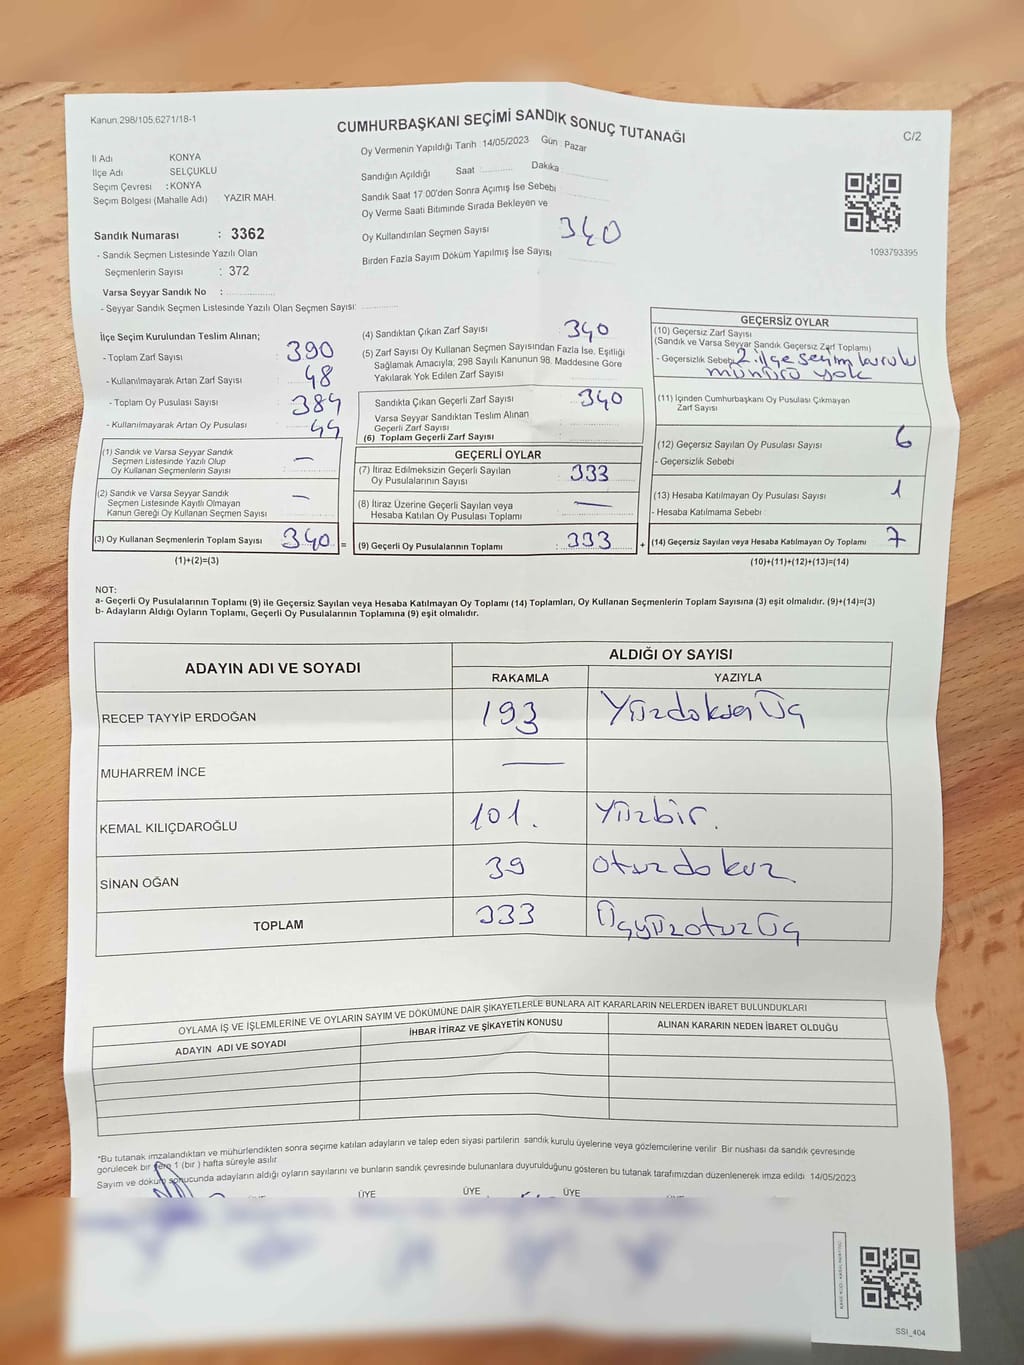 Kanun.298/105.6271/18-1
CUMHURBAŞKANI SEÇİMİ SANDIK SONUÇ TUTANAĞI
C/2
İl Adı KONYA
İlçe Adı SELÇUKLU
Seçim Çevresi : KONYA
Seçim Bölgesi (Mahalle Adı) YAZIR MAH.
Sandık Numarası : 3362
- Sandık Seçmen Listesinde Yazılı Olan
Seçmenlerin Sayısı : 372
Varsa Seyyar Sandık No :
- Seyyar Sandık Seçmen Listesinde Yazılı Olan Seçmen Sayısı:
Oy Vermenin Yapıldığı Tarih 14/05/2023 Gün Pazar
Sandığın Açıldığı Saat Dakika
Sandık Saat 17 00'den Sonra Açımış İse Sebebi
Oy Verme Saati Bitiminde Sırada Bekleyen ve
Oy Kullandırılan Seçmen Sayısı 340
Birden Fazla Sayım Döküm Yapılmış İse Sayısı
1093793395
İlçe Seçim Kurulundan Teslim Alınan;
- Toplam Zarf Sayısı : 390
- Kullanılmayarak Artan Zarf Sayısı : 48
- Toplam Oy Pusulası Sayısı : 384
- Kullanılmayarak Artan Oy Pusulası : 44
(1) Sandık ve Varsa Seyyar Sandık
Seçmen Listesinde Yazılı Olup
Oy Kullanan Seçmenlerin Sayısı : —
(2) Sandık ve Varsa Seyyar Sandık
Seçmen Listesinde Kayıtlı Olmayan
Kanun Gereği Oy Kullanan Seçmen Sayısı : —
(3) Oy Kullanan Seçmenlerin Toplam Sayısı : 340 =
(1)+(2)=(3)
(4) Sandıktan Çıkan Zarf Sayısı : 340
(5) Zarf Sayısı Oy Kullanan Seçmen Sayısından Fazla İse, Eşitliği
Sağlamak Amacıyla, 298 Sayılı Kanunun 98. Maddesine Göre
Yakılarak Yok Edilen Zarf Sayısı
Sandıkta Çıkan Geçerli Zarf Sayısı : 340
Varsa Seyyar Sandıktan Teslim Alınan
Geçerli Zarf Sayısı
(6) Toplam Geçerli Zarf Sayısı
GEÇERLİ OYLAR
(7) İtiraz Edilmeksizin Geçerli Sayılan
Oy Pusulalarının Sayısı : 333
(8) İtiraz Üzerine Geçerli Sayılan veya
Hesaba Katılan Oy Pusulası Toplamı : —
(9) Geçerli Oy Pusulalarının Toplamı : 333 +
GEÇERSİZ OYLAR
(10) Geçersiz Zarf Sayısı
(Sandık ve Varsa Seyyar Sandık Geçersiz Zarf Toplamı)
- Geçersizlik Sebebi 2. ilçe seçim kurulu
mührü yok
(11) İçinden Cumhurbaşkanı Oy Pusulası Çıkmayan
Zarf Sayısı
(12) Geçersiz Sayılan Oy Pusulası Sayısı 6
- Geçersizlik Sebebi
(13) Hesaba Katılmayan Oy Pusulası Sayısı 1
- Hesaba Katılmama Sebebi
(14) Geçersiz Sayılan veya Hesaba Katılmayan Oy Toplamı 7
(10)+(11)+(12)+(13)=(14)
NOT:
a- Geçerli Oy Pusulalarının Toplamı (9) ile Geçersiz Sayılan veya Hesaba Katılmayan Oy Toplamı (14) Toplamları, Oy Kullanan Seçmenlerin Toplam Sayısına (3) eşit olmalıdır. (9)+(14)=(3)
b- Adayların Aldığı Oyların Toplamı, Geçerli Oy Pusulalarının Toplamına (9) eşit olmalıdır.
ADAYIN ADI VE SOYADI ALDIĞI OY SAYISI
RAKAMLA YAZIYLA
RECEP TAYYİP ERDOĞAN 193 Yüzdoksanüç
MUHARREM İNCE —
KEMAL KILIÇDAROĞLU 101. Yüzbir.
SİNAN OĞAN 39 otuzdokuz
TOPLAM 333 Üçyüzotuzüç
OYLAMA İŞ VE İŞLEMLERİNE VE OYLARIN SAYIM VE DÖKÜMÜNE DAİR ŞİKAYETLERLE BUNLARA AİT KARARLARIN NELERDEN İBARET BULUNDUKLARI
ADAYIN ADI VE SOYADI İHBAR İTİRAZ VE ŞİKAYETİN KONUSU ALINAN KARARIN NEDEN İBARET OLDUĞU
"Bu tutanak imzalandıktan ve mühürlendikten sonra seçime katılan adayların ve talep eden siyasi partilerin sandık kurulu üyelerine veya gözlemcilerine verilir. Bir nushası da sandık çevresinde
görülecek bir yere 1 (bir) hafta süreyle asılır.
Sayım ve döküm sonucunda adayların aldığı oyların sayılarını ve bunların sandık çevresinde bulunanlara duyurulduğunu gösteren bu tutanak tarafımızdan düzenlenerek imza edildi 14/05/2023
ÜYE ÜYE ÜYE ÜYE
SSI_404